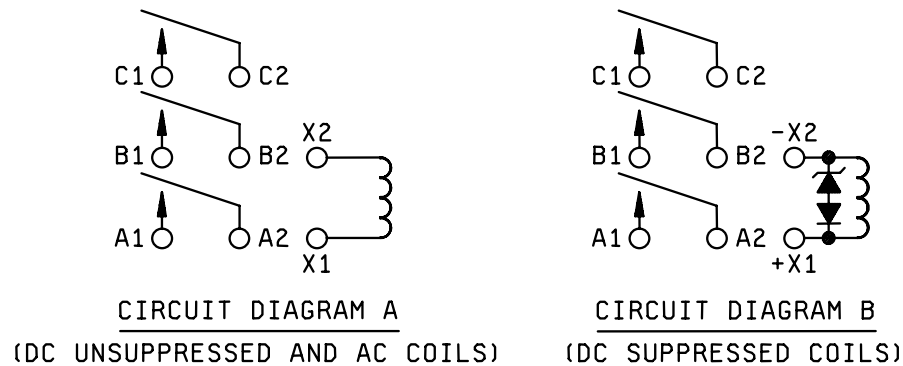 C1 C2 C1 C2
B1 B2 X2 B1 B2 -X2
A1 A2 X1 A1 A2 +X1
CIRCUIT DIAGRAM A CIRCUIT DIAGRAM B
(DC UNSUPPRESSED AND AC COILS) (DC SUPPRESSED COILS)